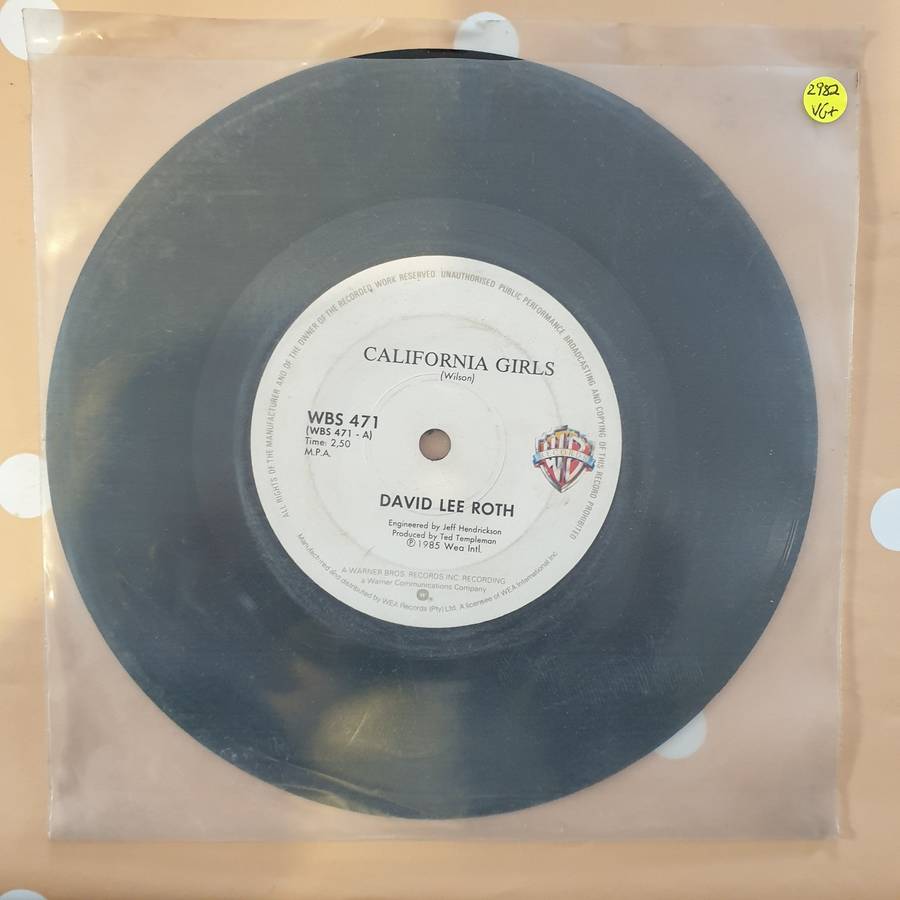 2982
VG+
ALL RIGHTS OF THE MANUFACTURER AND OF THE OWNER OF THE RECORDED WORK RESERVED UNAUTHORISED PUBLIC PERFORMANCE BROADCASTING AND COPYING OF THIS RECORD PROHIBITED
CALIFORNIA GIRLS
(Wilson)
WBS 471
(WBS 471 - A)
Time: 2,50
M.P.A.
WB
RECORDS
DAVID LEE ROTH
Engineered by Jeff Hendrickson
Produced by Ted Templeman
Ⓟ1985 Wea Intl.
A WARNER BROS. RECORDS INC. RECORDING
a Warner Communications Company
Manufactured and distributed by WEA Records (Pty) Ltd. A licensee of WEA International Inc